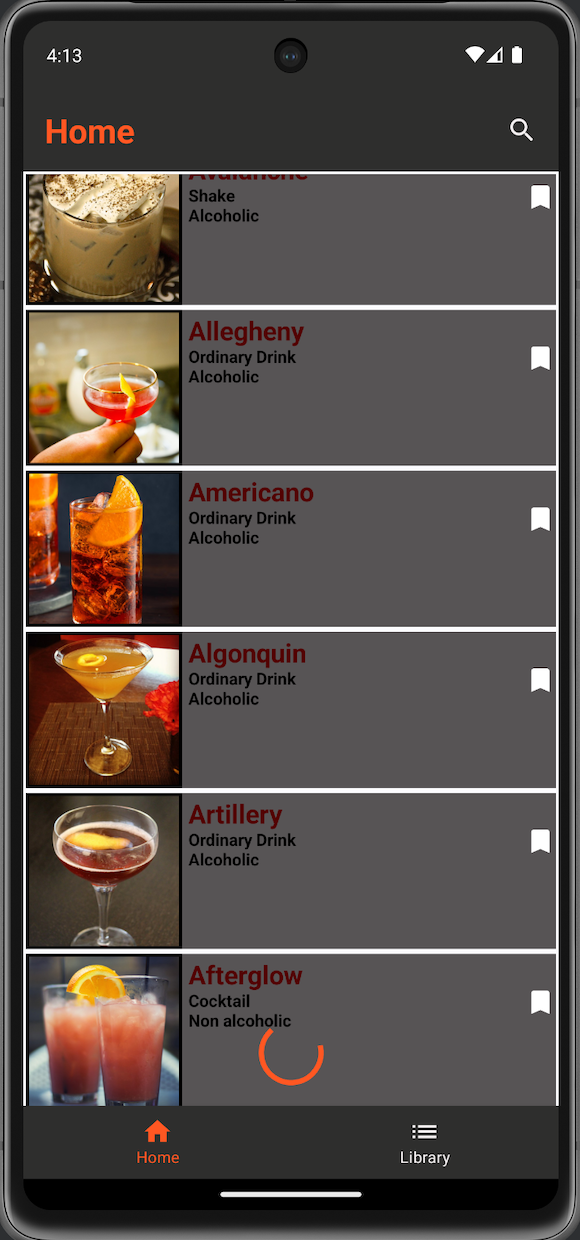 4:13
Home
Avalanche
Shake
Alcoholic
Allegheny
Ordinary Drink
Alcoholic
Americano
Ordinary Drink
Alcoholic
Algonquin
Ordinary Drink
Alcoholic
Artillery
Ordinary Drink
Alcoholic
Afterglow
Cocktail
Non alcoholic
Home
Library